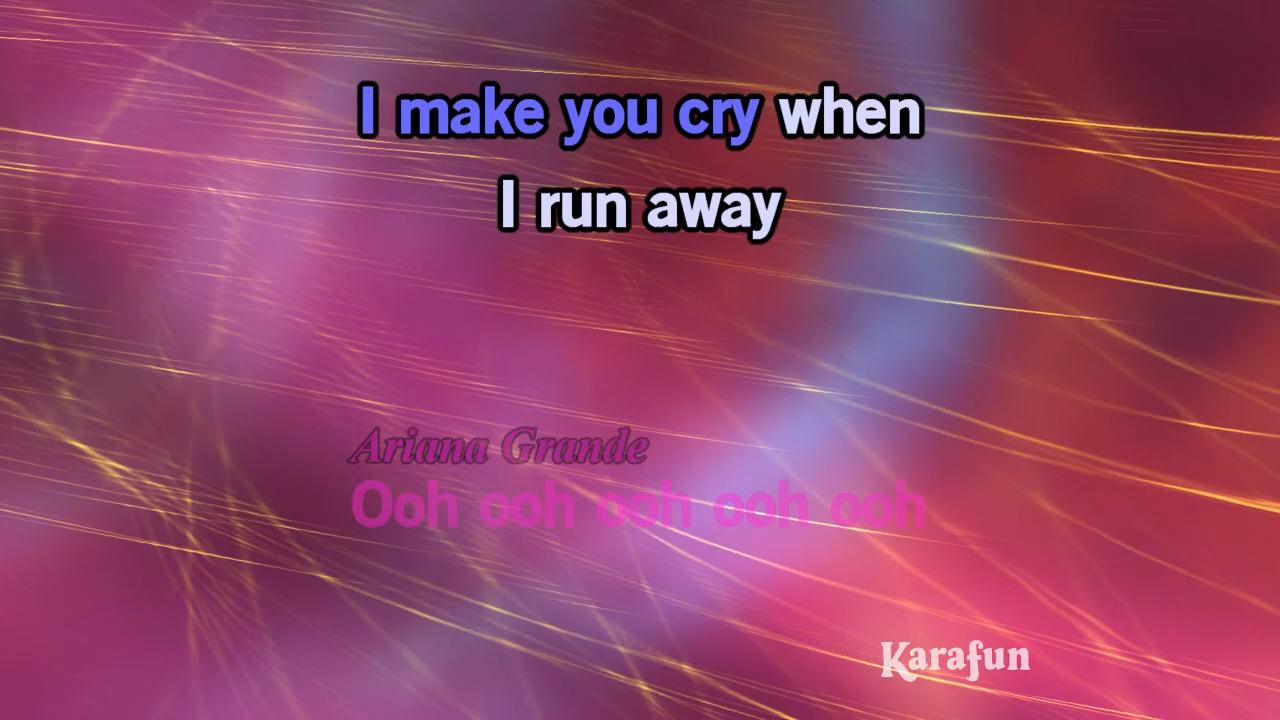 I make you cry when
I run away
Ariana Grande
Ooh ooh ooh ooh ooh
Karafun